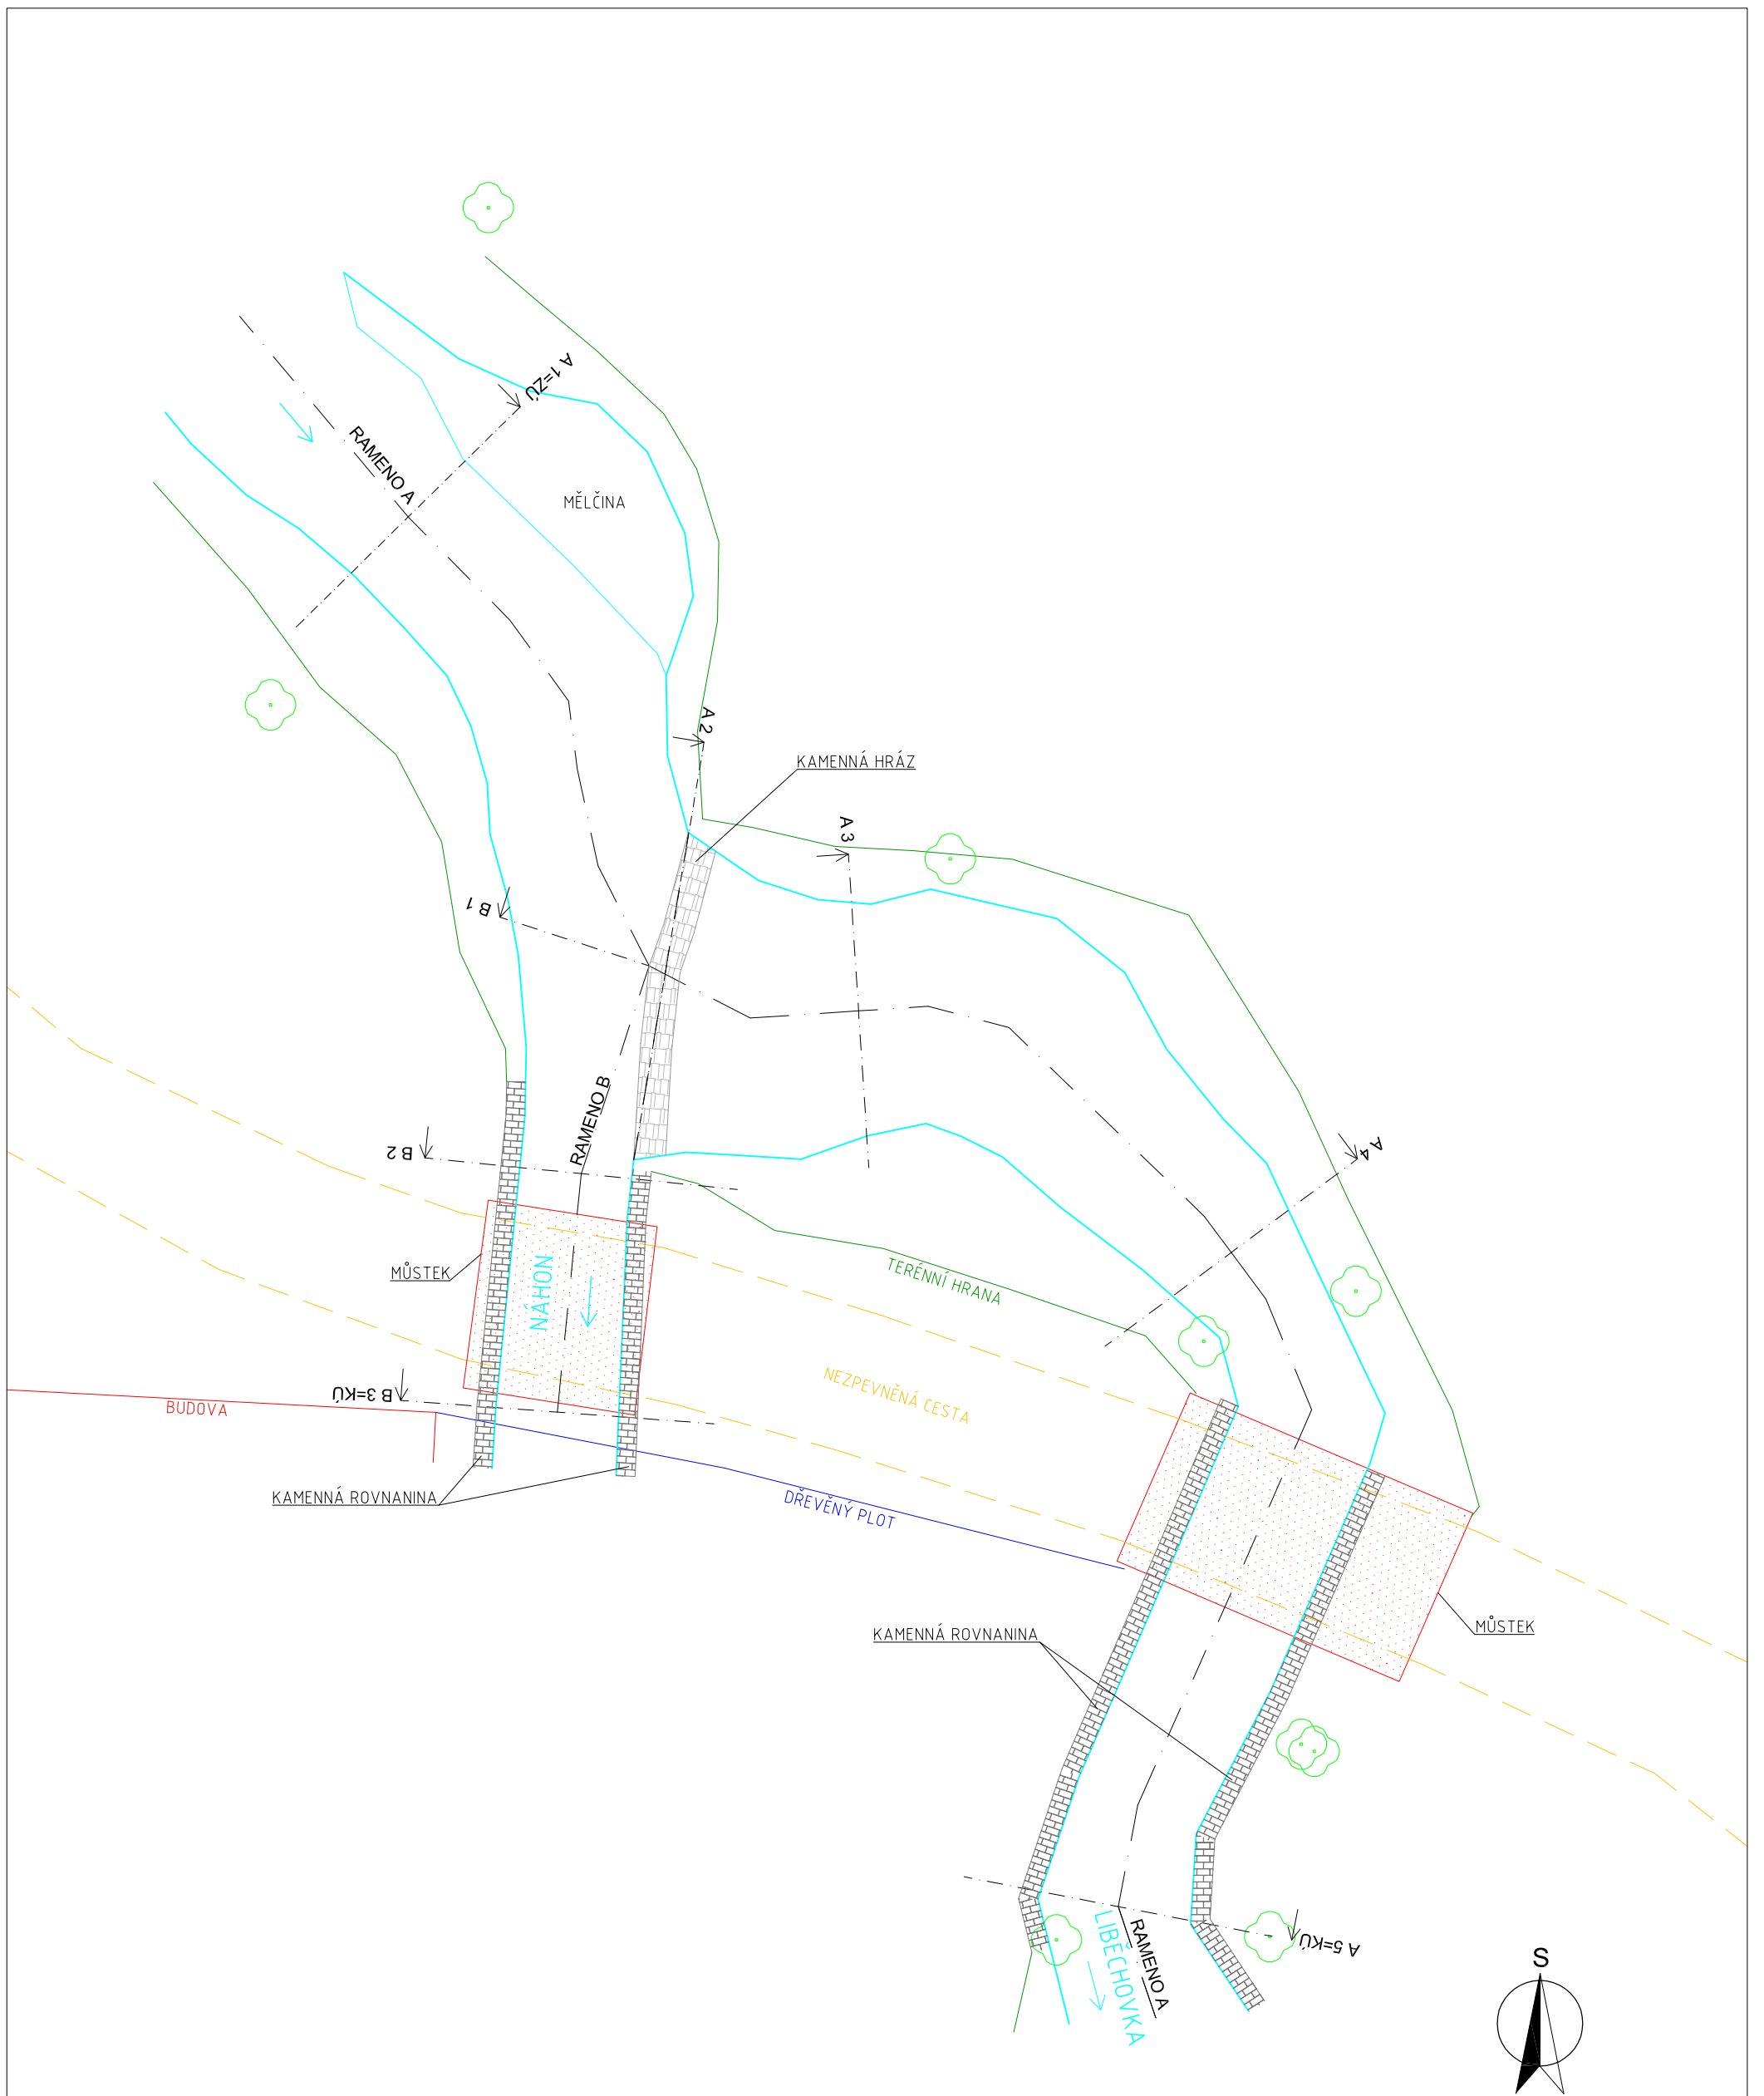 A 1=ZÚ
RAMENO A
MĚLČINA
A 2
KAMENNÁ HRÁZ
A 3
B 1
RAMENO B
B 2
A 4
MŮSTEK
NÁHON
TERÉNNÍ HRANA
NEZPEVNĚNÁ CESTA
B 3=KÚ
BUDOVA
KAMENNÁ ROVNANINA
DŘEVĚNÝ PLOT
KAMENNÁ ROVNANINA
MŮSTEK
A 5=KÚ
RAMENO A
LIBĚCHOVKA
S